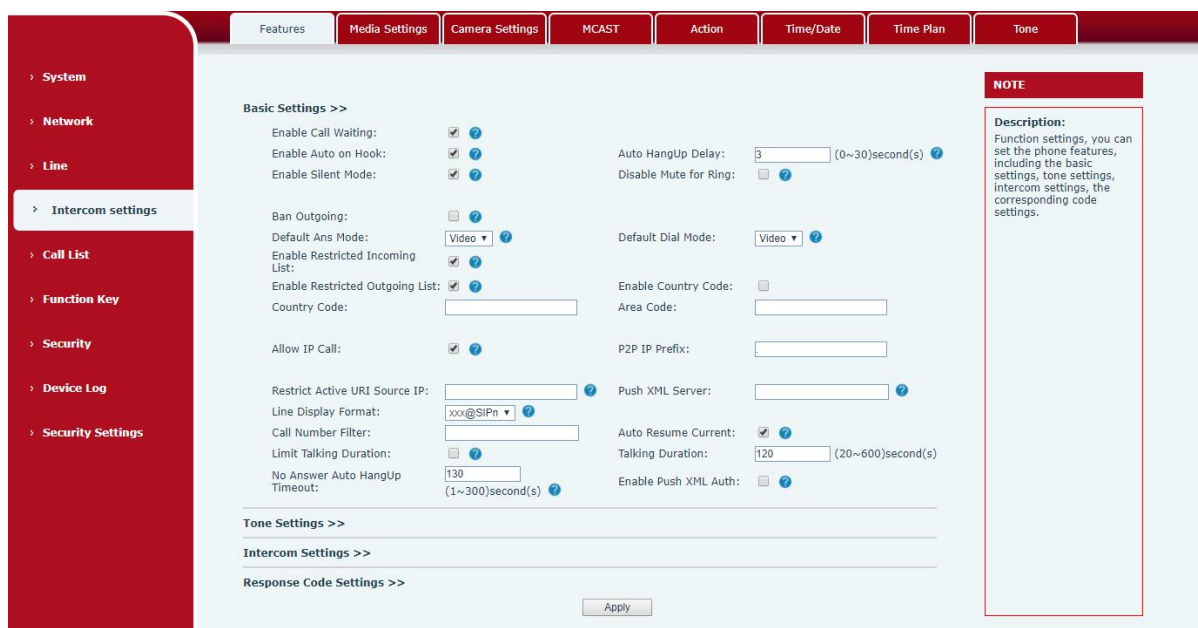 Features Media Settings Camera Settings MCAST Action Time/Date Time Plan Tone
› System
› Network
› Line
› Intercom settings
› Call List
› Function Key
› Security
› Device Log
› Security Settings
Basic Settings >>
Enable Call Waiting: ?
Enable Auto on Hook: ? Auto HangUp Delay: 3 (0~30)second(s) ?
Enable Silent Mode: ? Disable Mute for Ring: ?
Ban Outgoing: ?
Default Ans Mode: Video ? Default Dial Mode: Video ?
Enable Restricted Incoming
List: ?
Enable Restricted Outgoing List: ? Enable Country Code:
Country Code: Area Code:
Allow IP Call: ? P2P IP Prefix: .
Restrict Active URI Source IP: ? Push XML Server: ?
Line Display Format: xxx@SIPn ?
Call Number Filter: Auto Resume Current: ?
Limit Talking Duration: ? Talking Duration: 120 (20~600)second(s)
No Answer Auto HangUp
Timeout: 130
(1~300)second(s) ? Enable Push XML Auth: ?
Tone Settings >>
Intercom Settings >>
Response Code Settings >>
Apply
NOTE
Description:
Function settings, you can
set the phone features,
including the basic
settings, tone settings,
intercom settings, the
corresponding code
settings.